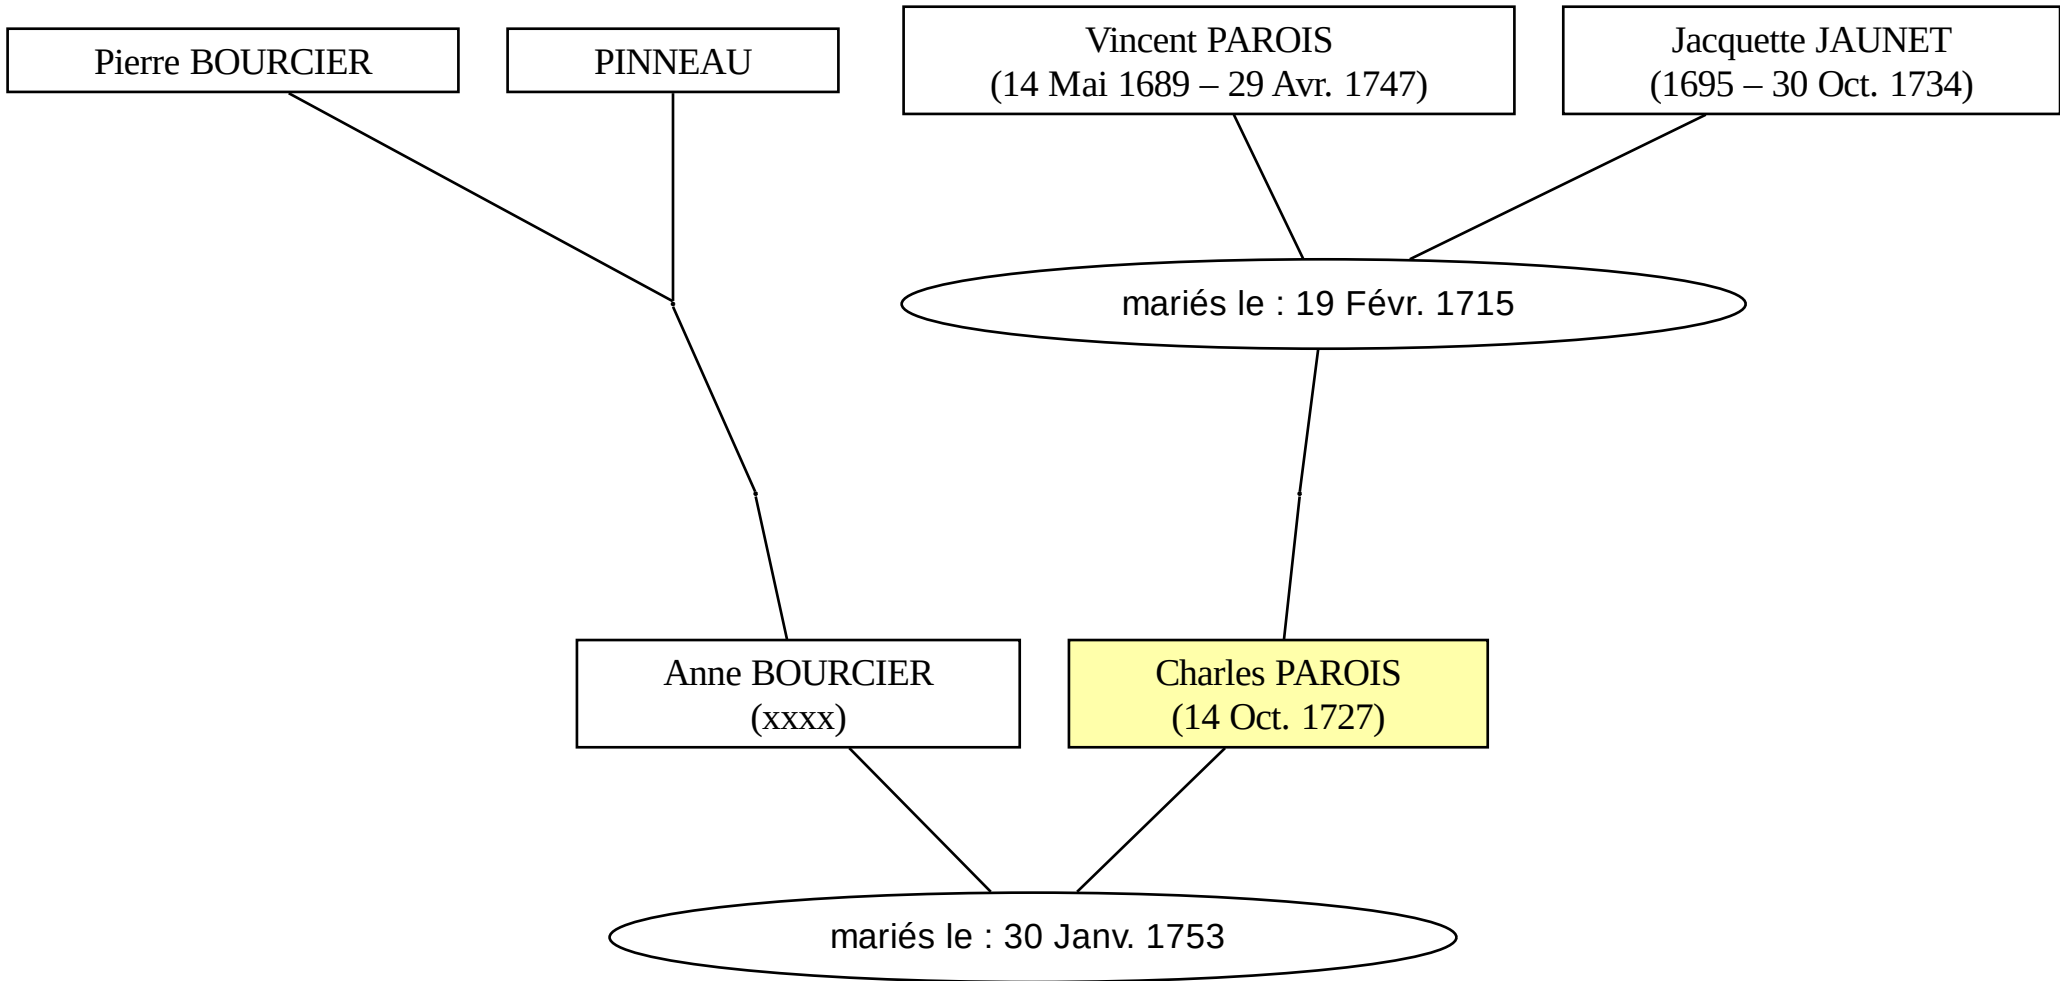 Pierre BOURCIER
PINNEAU
Vincent PAROIS
(14 Mai 1689 – 29 Avr. 1747)
Jacquette JAUNET
(1695 – 30 Oct. 1734)
mariés le : 19 Févr. 1715
Anne BOURCIER
(xxxx)
Charles PAROIS
(14 Oct. 1727)
mariés le : 30 Janv. 1753